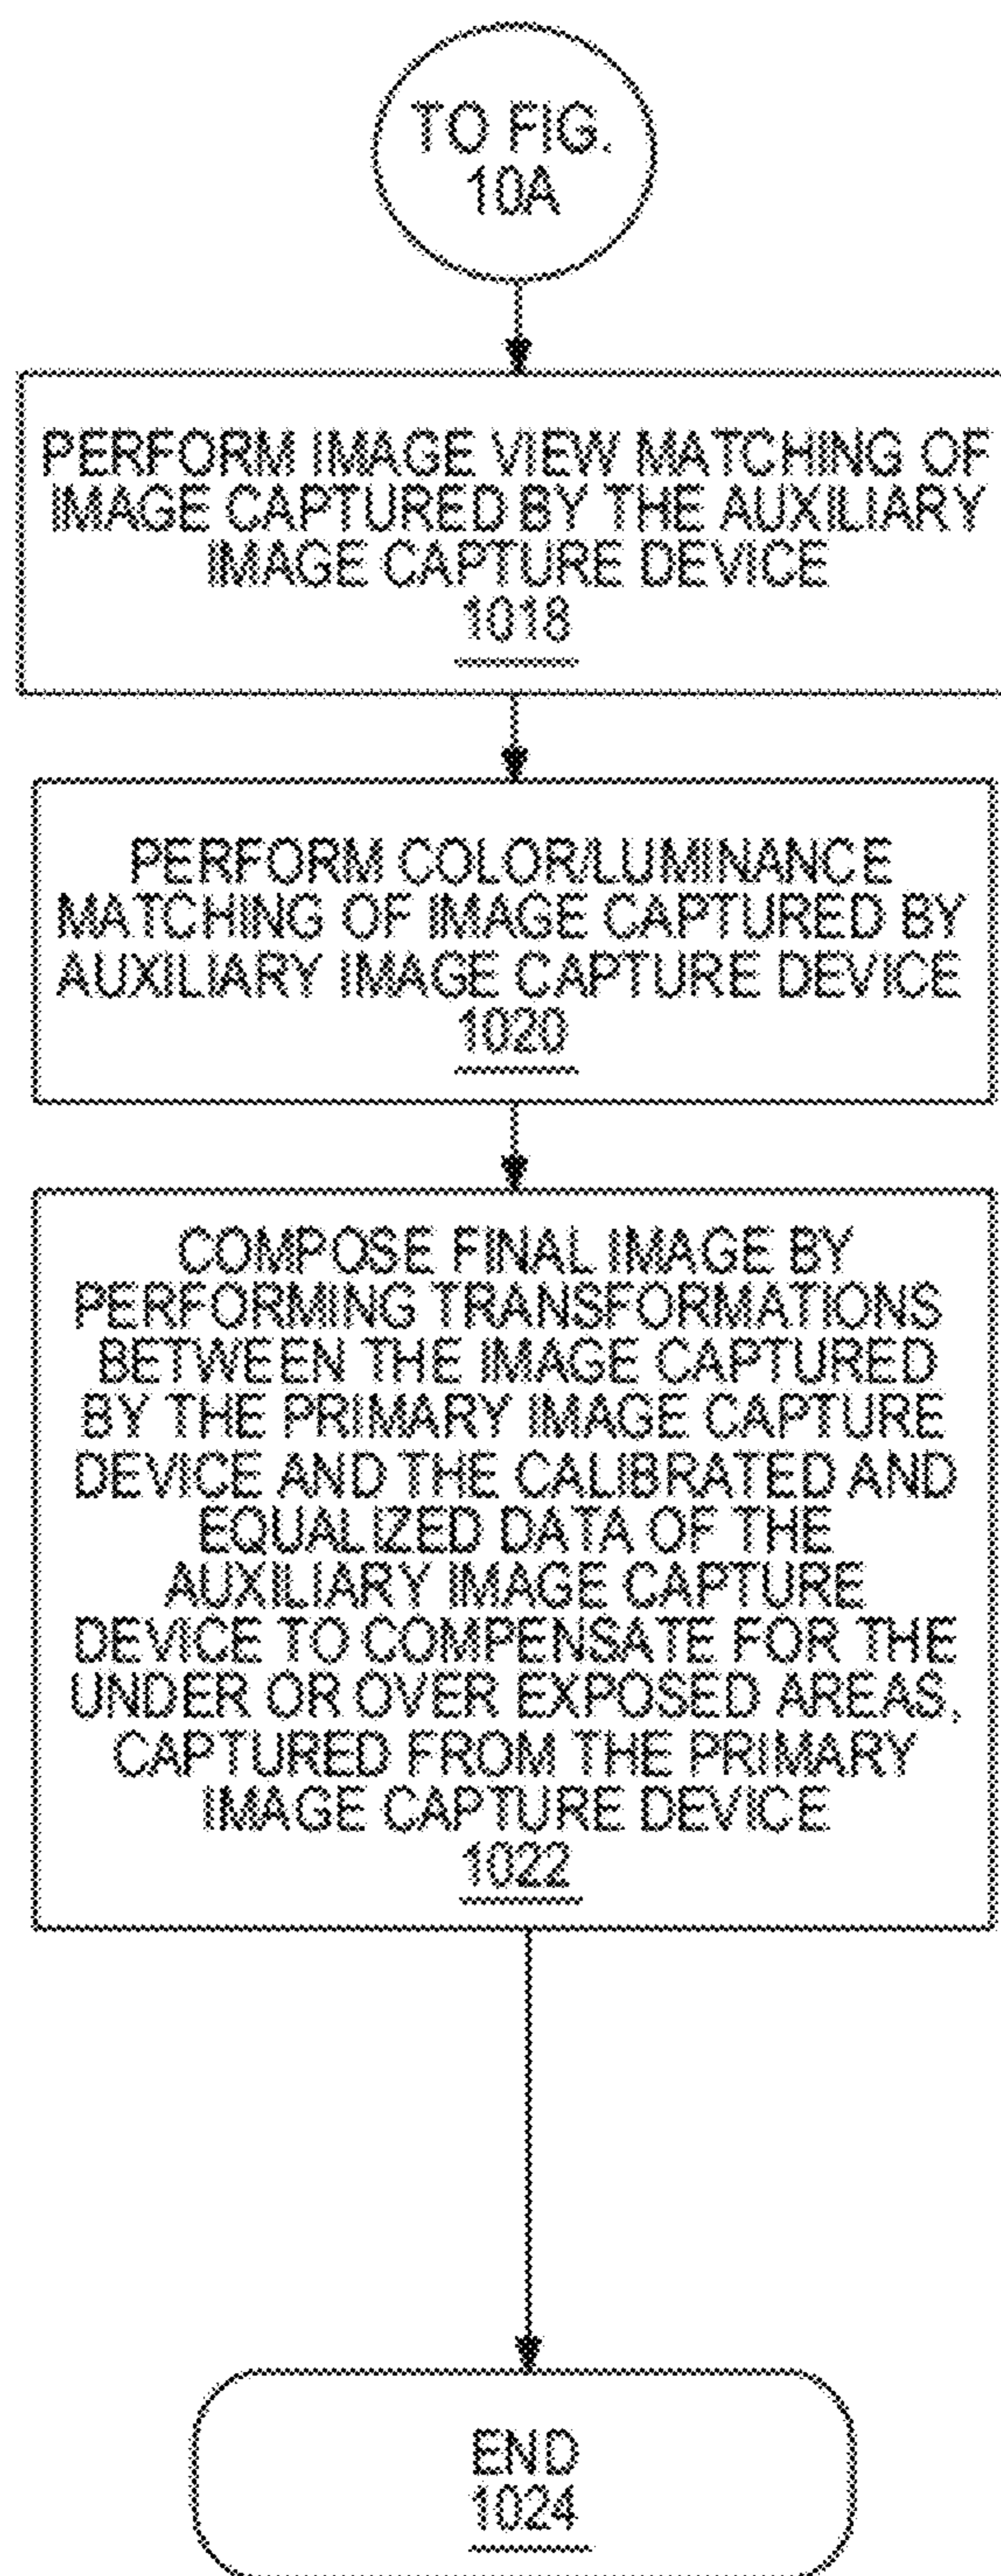 TO FIG.
10A
PERFORM IMAGE VIEW MATCHING OF
IMAGE CAPTURED BY THE AUXILIARY
IMAGE CAPTURE DEVICE
1018
PERFORM COLOR/LUMINANCE
MATCHING OF IMAGE CAPTURED BY
AUXILIARY IMAGE CAPTURE DEVICE
1020
COMPOSE FINAL IMAGE BY
PERFORMING TRANSFORMATIONS
BETWEEN THE IMAGE CAPTURED
BY THE PRIMARY IMAGE CAPTURE
DEVICE AND THE CALIBRATED AND
EQUALIZED DATA OF THE
AUXILIARY IMAGE CAPTURE
DEVICE TO COMPENSATE FOR THE
UNDER OR OVER EXPOSED AREAS,
CAPTURED FROM THE PRIMARY
IMAGE CAPTURE DEVICE
1022
END
1024